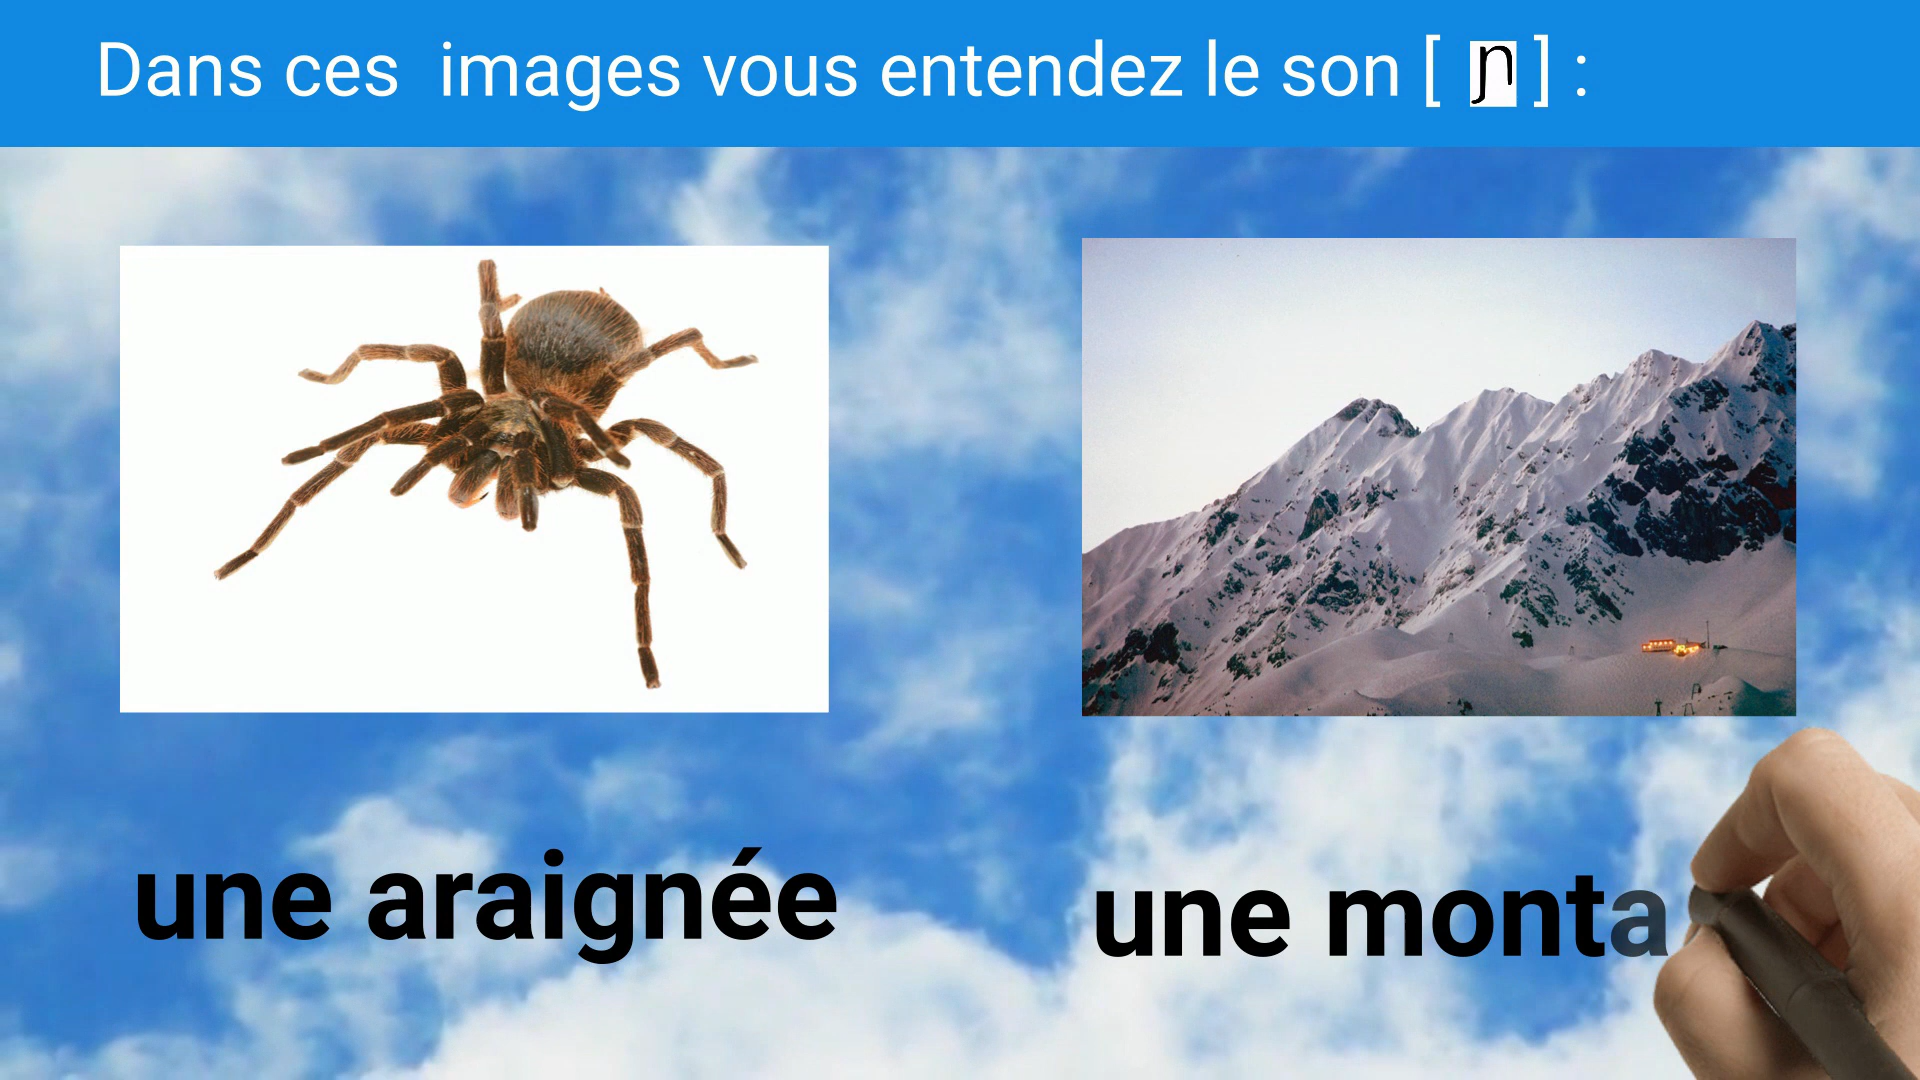 Dans ces  images vous entendez le son [ ɲ ] :
une araignée
une monta